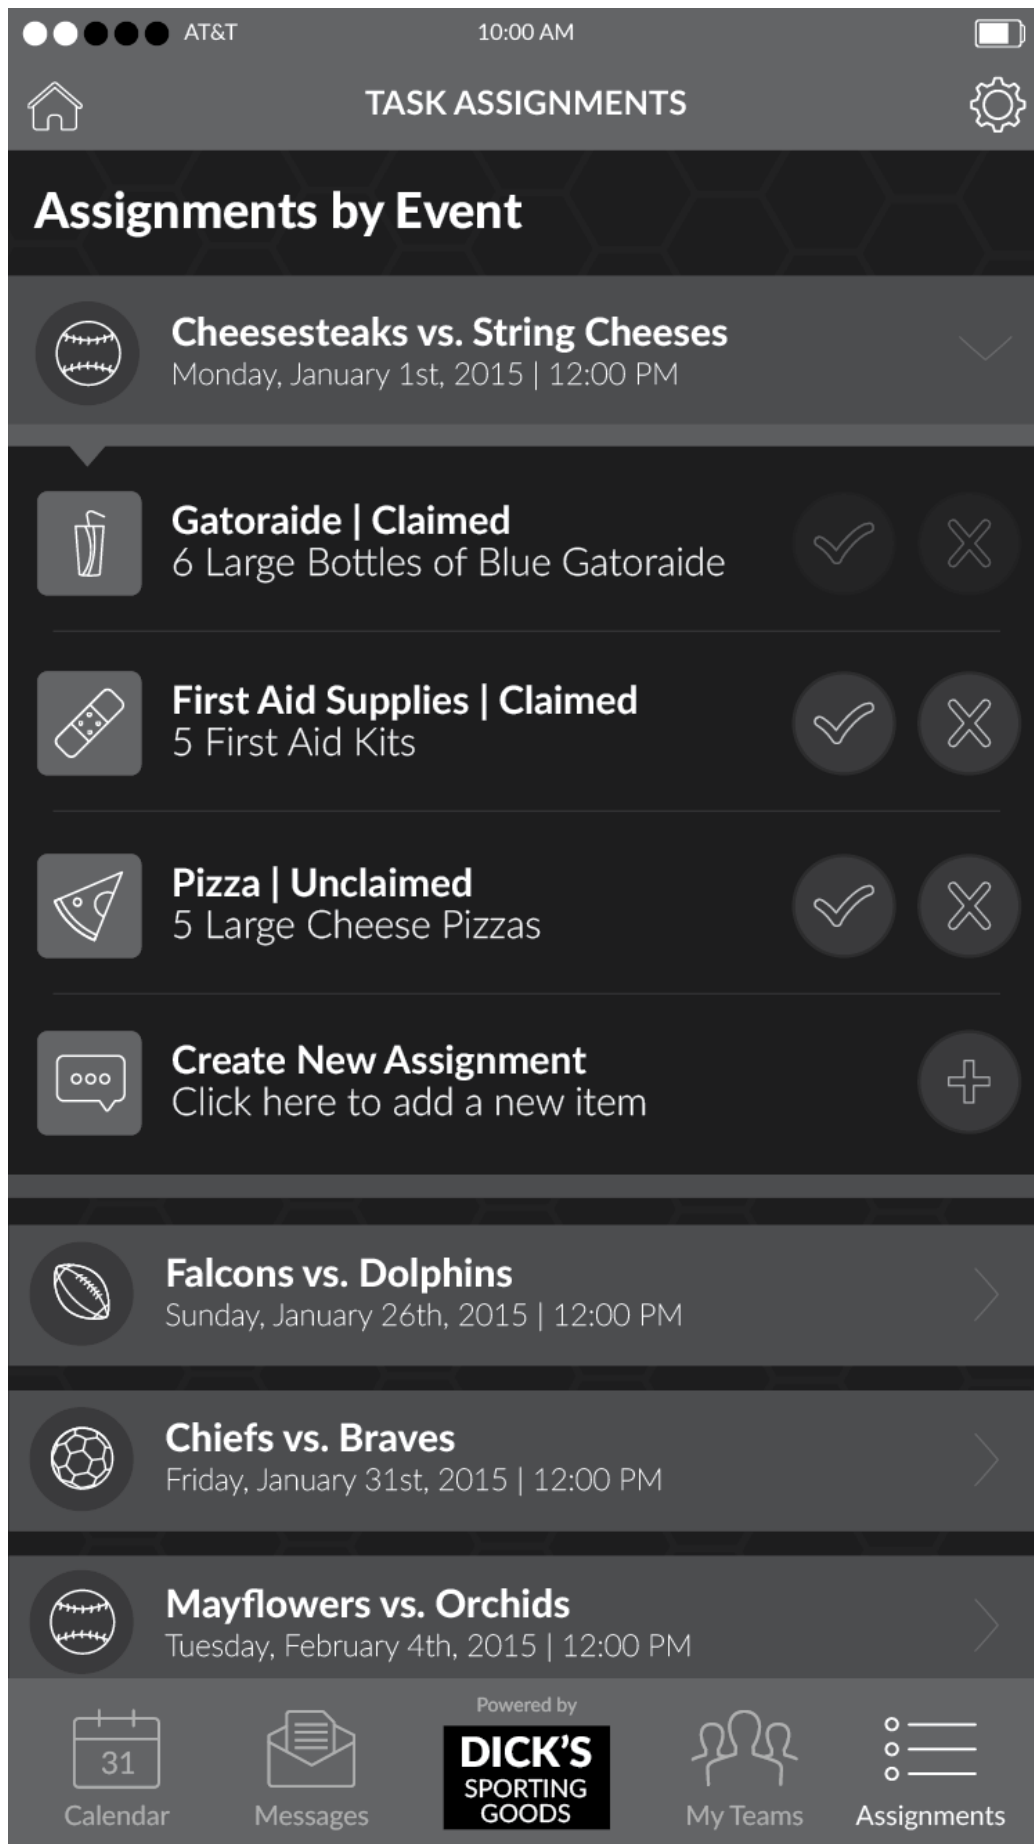 AT&T 10:00 AM
TASK ASSIGNMENTS
Assignments by Event
Cheesesteaks vs. String Cheeses
Monday, January 1st, 2015 | 12:00 PM
Gatoraide | Claimed
6 Large Bottles of Blue Gatoraide
First Aid Supplies | Claimed
5 First Aid Kits
Pizza | Unclaimed
5 Large Cheese Pizzas
Create New Assignment
Click here to add a new item
Falcons vs. Dolphins
Sunday, January 26th, 2015 | 12:00 PM
Chiefs vs. Braves
Friday, January 31st, 2015 | 12:00 PM
Mayflowers vs. Orchids
Tuesday, February 4th, 2015 | 12:00 PM
31
Calendar
Messages
Powered by
DICK'S
SPORTING
GOODS
My Teams
Assignments